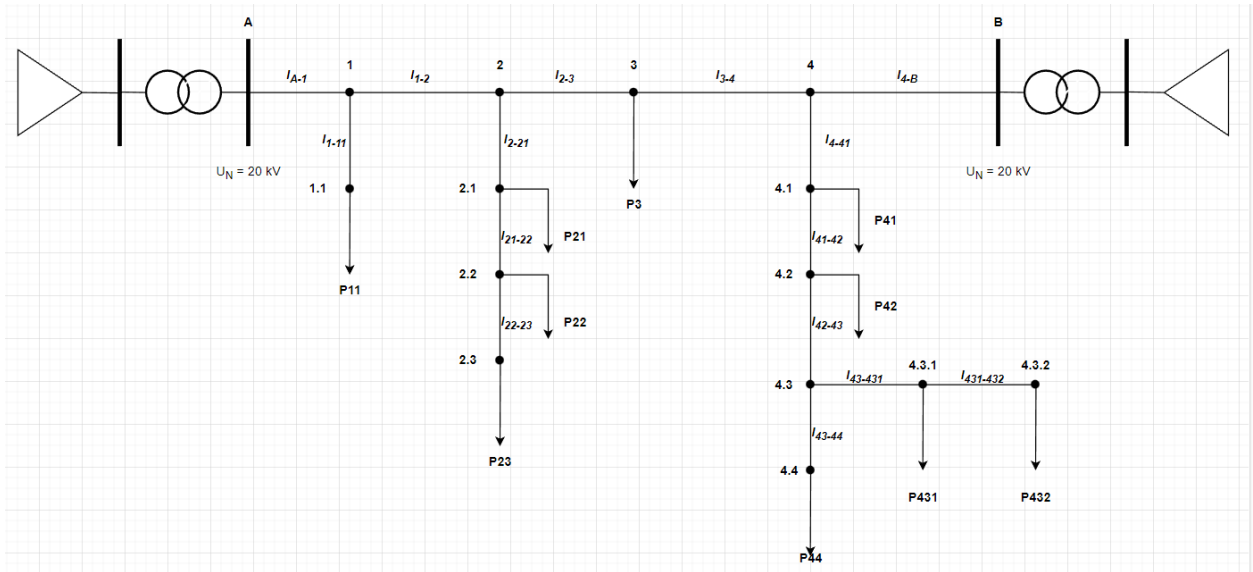 A
B
I_A-1
1
I_1-2
2
I_2-3
3
I_3-4
4
I_4-B
I_1-11
I_2-21
I_4-41
U_N = 20 kV
U_N = 20 kV
1.1
2.1
4.1
P3
P41
I_21-22
P21
I_41-42
2.2
4.2
P11
P42
I_22-23
P22
I_42-43
2.3
4.3
I_43-431
4.3.1
I_431-432
4.3.2
I_43-44
P23
4.4
P431
P432
P44